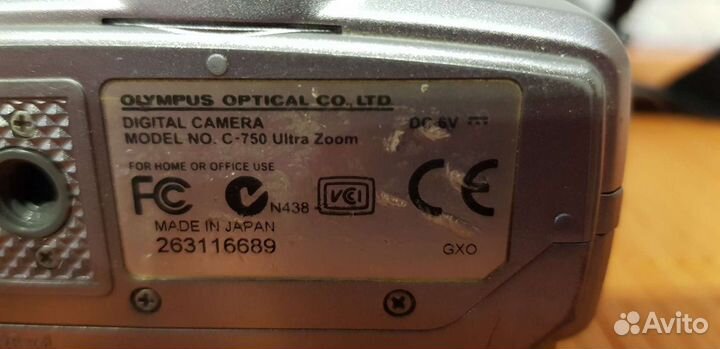 OLYMPUS OPTICAL CO., LTD.
DIGITAL CAMERA DC 6V
MODEL NO. C-750 Ultra Zoom
FOR HOME OR OFFICE USE
FC N438 VCI CE
MADE IN JAPAN
263116689 GXO
Avito